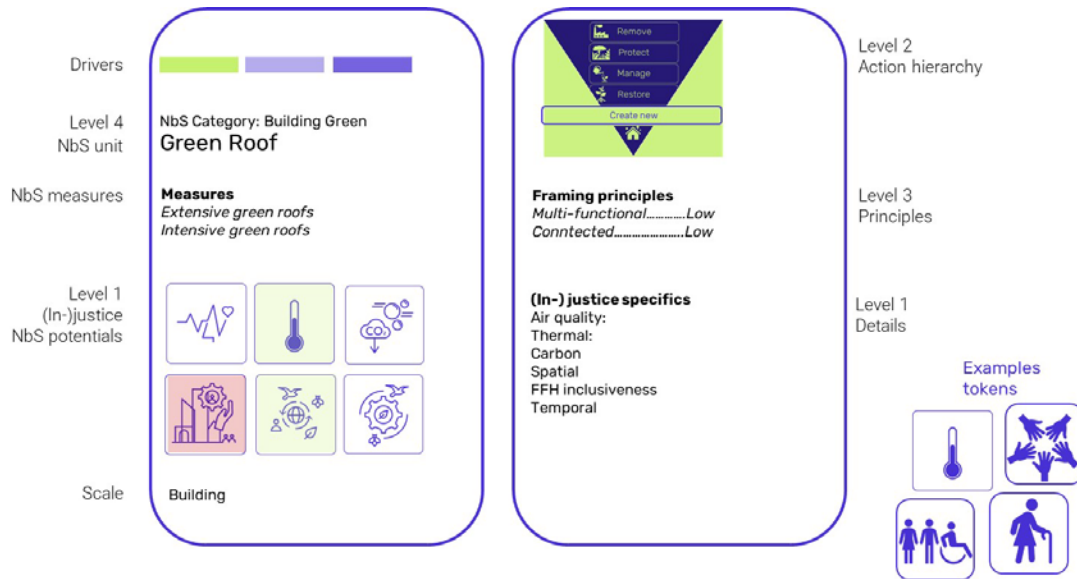 Drivers
Level 4
NbS unit
NbS Category: Building Green
Green Roof
NbS measures
Measures
Extensive green roofs
Intensive green roofs
Level 1
(In-)justice
NbS potentials
CO₂
Scale
Building
Remove
Protect
Manage
Restore
Create new
Level 2
Action hierarchy
Framing principles
Multi-functional.............Low
Conntected......................Low
Level 3
Principles
(In-) justice specifics
Air quality:
Thermal:
Carbon
Spatial
FFH inclusiveness
Temporal
Level 1
Details
Examples
tokens